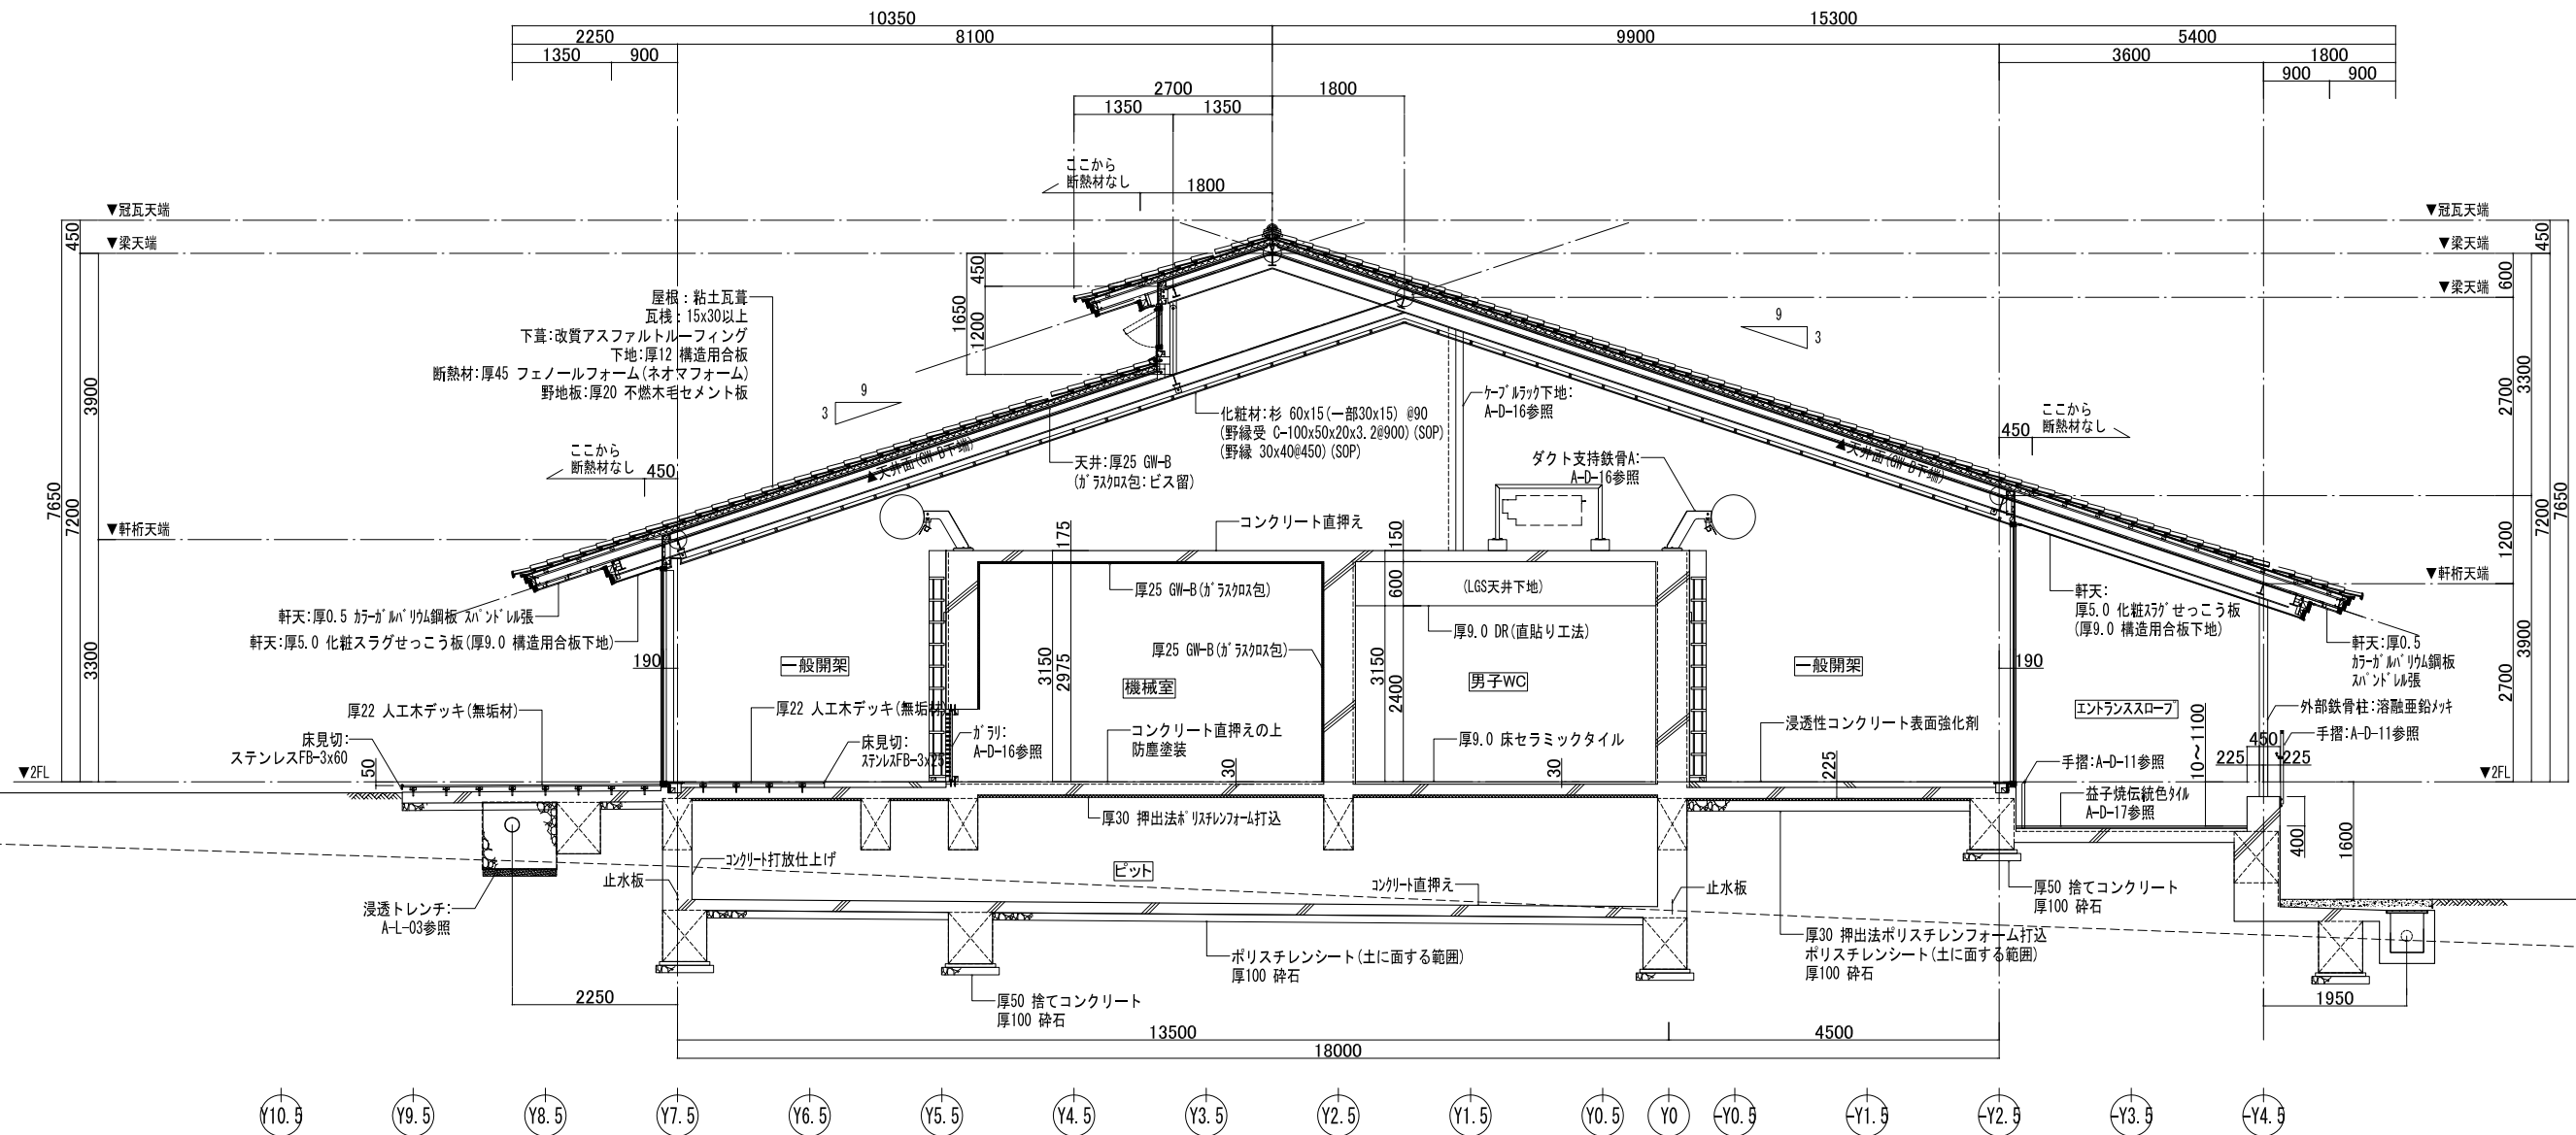 10350
15300
2250
8100
9900
5400
1350
900
3600
1800
900
900
2700
1800
1350
1350
ここから
断熱材なし
1800
▼冠瓦天端
▼冠瓦天端
450
▼梁天端
▼梁天端
450
600
▼梁天端
450
1650
1200
屋根：粘土瓦葺
瓦桟：15x30以上
下葺:改質アスファルトルーフィング
下地:厚12 構造用合板
断熱材:厚45 フェノールフォーム(ネオマフォーム)
野地板:厚20 不燃木毛セメント板
9
3
9
3
3900
3300
2700
7650
7200
7200
7650
化粧材:杉 60x15(一部30x15) @90
(野縁受 C-100x50x20x3.2@900)(SOP)
(野縁 30x40@450)(SOP)
ケーブルラック下地:
A-D-16参照
ここから
断熱材なし
450
ここから
断熱材なし
450
▲天井面(GW-B下端)
▲天井面(GW-B下端)
天井:厚25 GW-B
(ガラスクロス包:ビス留)
ダクト支持鉄骨A:
A-D-16参照
▼軒桁天端
コンクリート直押え
175
150
1200
▼軒桁天端
厚25 GW-B(ガラスクロス包)
600
(LGS天井下地)
軒天:厚0.5 カラーガルバリウム鋼板 スパンドレル張
軒天:厚5.0 化粧スラグせっこう板(厚9.0 構造用合板下地)
厚9.0 DR(直貼り工法)
軒天:
厚5.0 化粧スラグせっこう板
(厚9.0 構造用合板下地)
軒天:厚0.5
カラーガルバリウム鋼板
スパンドレル張
3300
190
一般開架
厚25 GW-B(ガラスクロス包)
3150
2975
機械室
3150
2400
男子WC
一般開架
190
3900
2700
厚22 人工木デッキ(無垢材)
厚22 人工木デッキ(無垢材)
エントランススロープ
外部鉄骨柱:溶融亜鉛メッキ
床見切:
ステンレスFB-3x60
床見切:
ステンレスFB-3x25
ガラリ:
A-D-16参照
コンクリート直押えの上
防塵塗装
厚9.0 床セラミックタイル
浸透性コンクリート表面強化剤
10～1100
450
手摺:A-D-11参照
225
225
手摺:A-D-11参照
▼2FL
50
30
30
225
▼2FL
益子焼伝統色タイル
A-D-17参照
厚30 押出法ポリスチレンフォーム打込
400
1600
コンクリート打放仕上げ
ピット
止水板
コンクリート直押え
止水板
厚50 捨てコンクリート
厚100 砕石
浸透トレンチ:
A-L-03参照
ポリスチレンシート(土に面する範囲)
厚100 砕石
厚30 押出法ポリスチレンフォーム打込
ポリスチレンシート(土に面する範囲)
厚100 砕石
厚50 捨てコンクリート
厚100 砕石
2250
1950
13500
4500
18000
Y10.5
Y9.5
Y8.5
Y7.5
Y6.5
Y5.5
Y4.5
Y3.5
Y2.5
Y1.5
Y0.5
Y0
-Y0.5
-Y1.5
-Y2.5
-Y3.5
-Y4.5